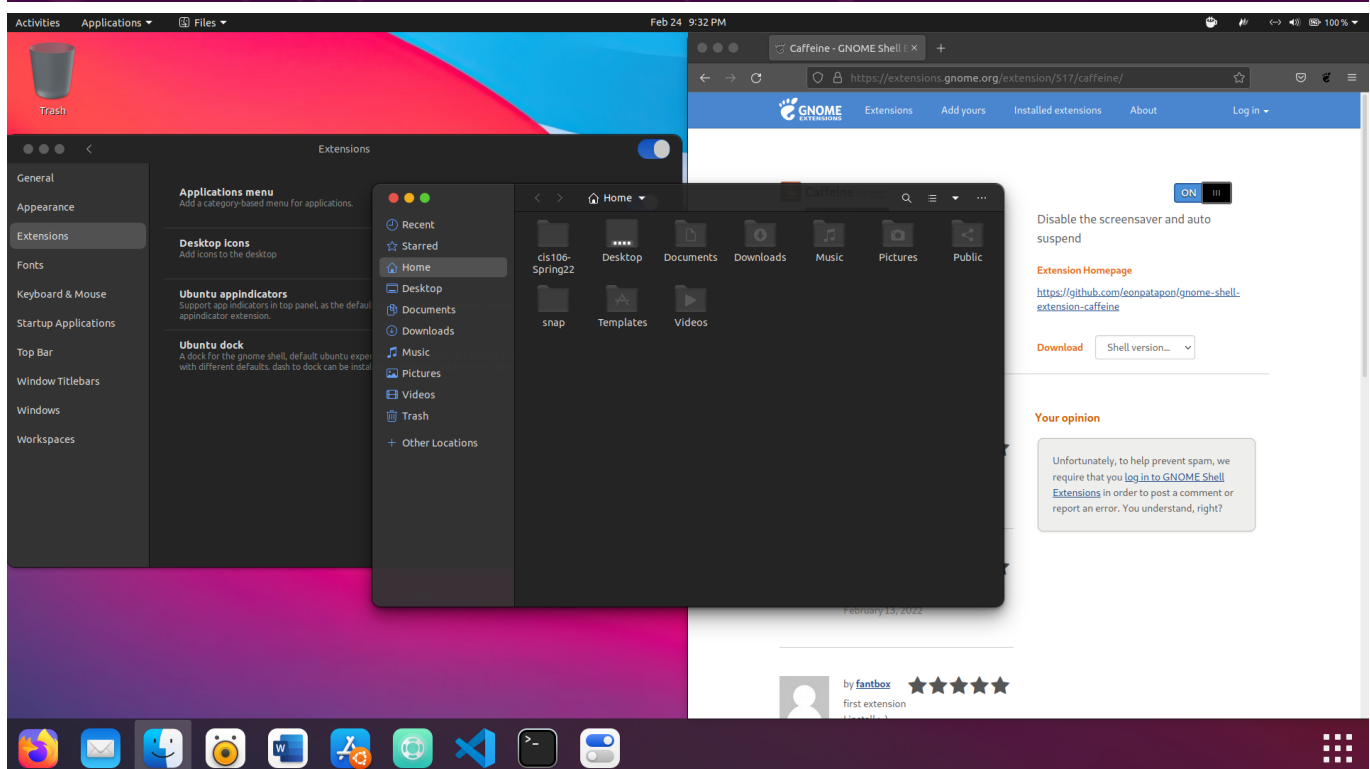 Activities Applications Files Feb 24 9:32 PM 100 %
Trash
Extensions
General
Appearance
Extensions
Fonts
Keyboard & Mouse
Startup Applications
Top Bar
Window Titlebars
Windows
Workspaces
Applications menu
Add a category-based menu for applications.
Desktop icons
Add icons to the desktop
Ubuntu appindicators
Support app indicators in top panel, as the defaul
appindicator extension.
Ubuntu dock
A dock for the gnome shell, default ubuntu exper
with different defaults. dash to dock can be instal
Home
Recent
Starred
Home
Desktop
Documents
Downloads
Music
Pictures
Videos
Trash
+ Other Locations
cis106-
Spring22
Desktop
Documents
Downloads
Music
Pictures
Public
snap
Templates
Videos
Caffeine - GNOME Shell E
https://extensions.gnome.org/extension/517/caffeine/
GNOME
EXTENSIONS
Extensions Add yours Installed extensions About Log in
Caffeine
ON
Disable the screensaver and auto
suspend
Extension Homepage
https://github.com/eonpatapon/gnome-shell-
extension-caffeine
Download Shell version...
Your opinion
Unfortunately, to help prevent spam, we
require that you log in to GNOME Shell
Extensions in order to post a comment or
report an error. You understand, right?
February 13, 2022
by fantbox
first extension
W
>_